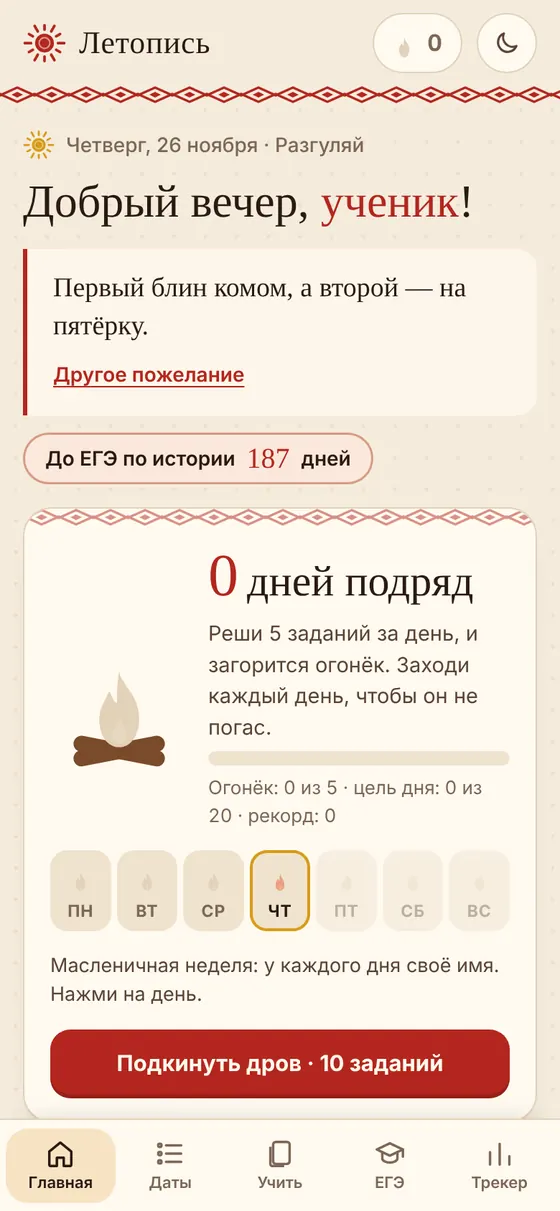 Летопись
0
Четверг, 26 ноября · Разгуляй
Добрый вечер, ученик!
Первый блин комом, а второй — на
пятёрку.
Другое пожелание
До ЕГЭ по истории 187 дней
0 дней подряд
Реши 5 заданий за день, и
загорится огонёк. Заходи
каждый день, чтобы он не
погас.
Огонёк: 0 из 5 · цель дня: 0 из
20 · рекорд: 0
ПН ВТ СР ЧТ ПТ СБ ВС
Масленичная неделя: у каждого дня своё имя.
Нажми на день.
Подкинуть дров · 10 заданий
Главная Даты Учить ЕГЭ Трекер